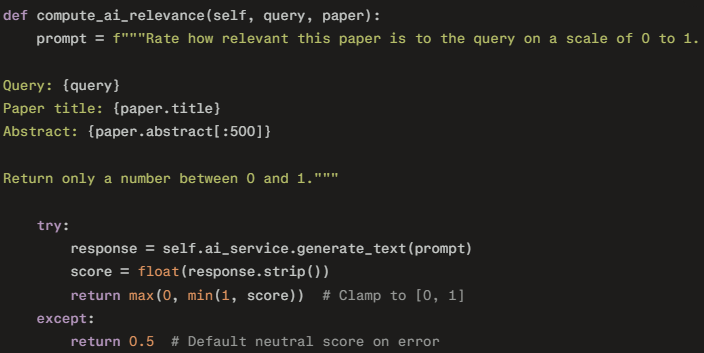 def compute_ai_relevance(self, query, paper):
    prompt = f"""Rate how relevant this paper is to the query on a scale of 0 to 1.

Query: {query}
Paper title: {paper.title}
Abstract: {paper.abstract[:500]}

Return only a number between 0 and 1."""

    try:
        response = self.ai_service.generate_text(prompt)
        score = float(response.strip())
        return max(0, min(1, score))  # Clamp to [0, 1]
    except:
        return 0.5  # Default neutral score on error